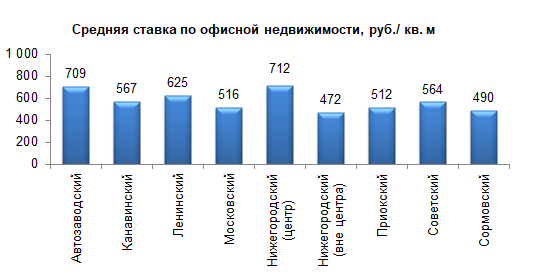 Средняя ставка по офисной недвижимости, руб./ кв. м
1 000
800
600
400
200
0
709
567
625
516
712
472
512
564
490
Автозаводский
Канавинский
Ленинский
Московский
Нижегородский
(центр)
Нижегородский
(вне центра)
Приокский
Советский
Сормовский